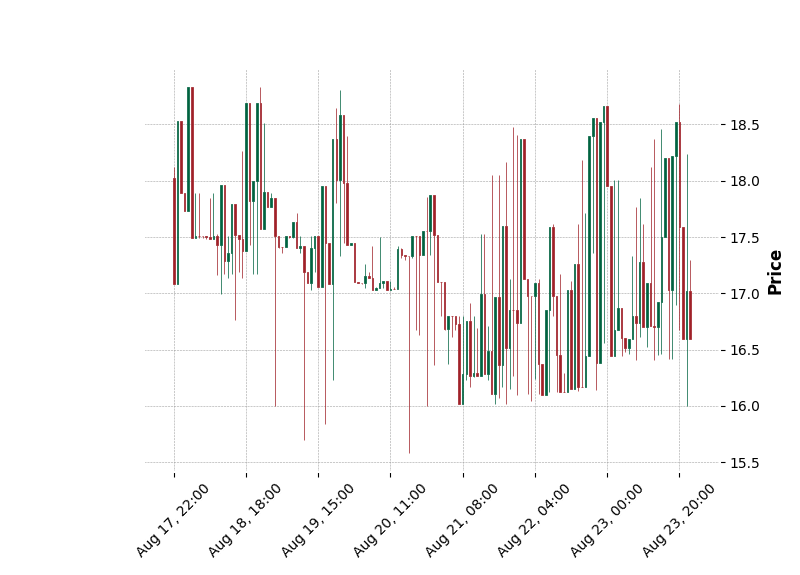 18.5
18.0
17.5
17.0
16.5
16.0
15.5
Price
Aug 17, 22:00
Aug 18, 18:00
Aug 19, 15:00
Aug 20, 11:00
Aug 21, 08:00
Aug 22, 04:00
Aug 23, 00:00
Aug 23, 20:00